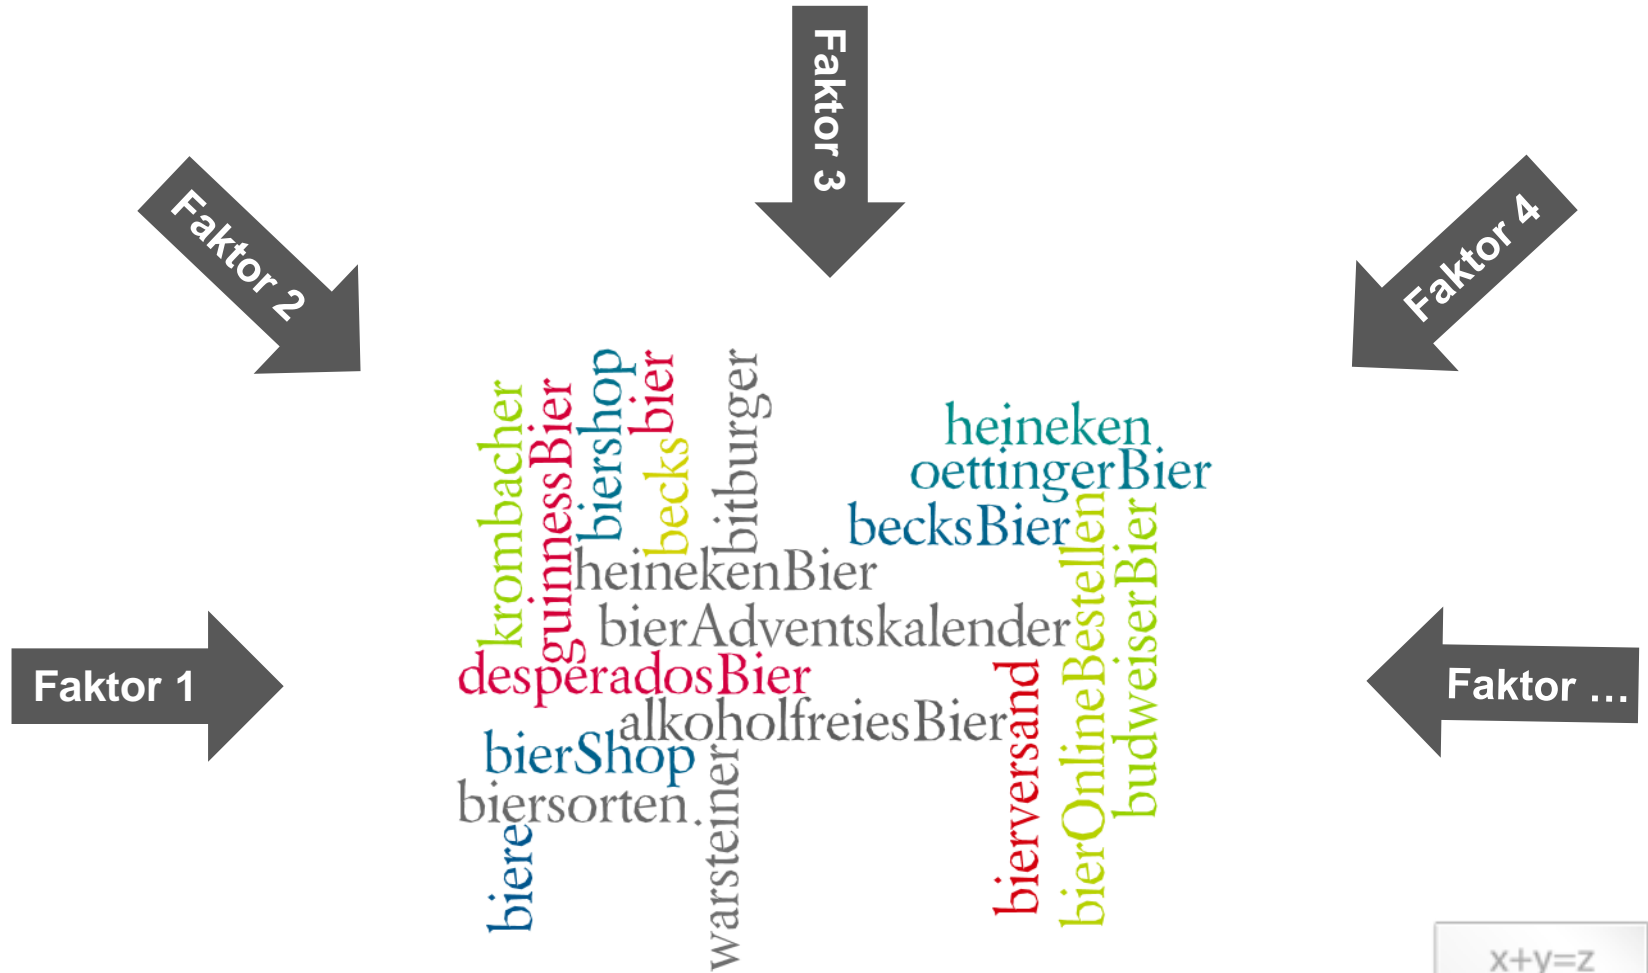 Faktor 3
Faktor 2
Faktor 4
Faktor 1
Faktor ...
krombacher
guinnessBier
biershop
bier
becks
bitburger
heineken
oettingerBier
becksBier
heinekenBier
bierAdventskalender
desperadosBier
alkoholfreiesBier
bierShop
biersorten.
biere
warsteiner
bierversand
bierOnlineBestellen
budweiserBier
x+y=z